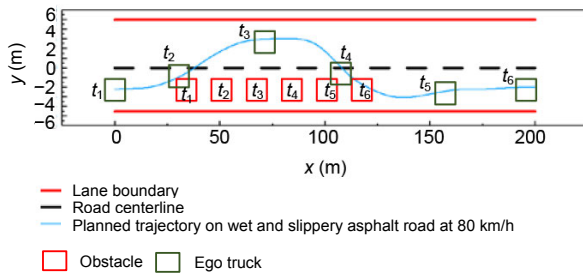 6
4
2
0
−2
−4
−6
y (m)
t1 t2 t3 t4 t5 t6
t1 t2 t3 t4 t5 t6
0 50 100 150 200
x (m)
Lane boundary
Road centerline
Planned trajectory on wet and slippery asphalt road at 80 km/h
Obstacle Ego truck